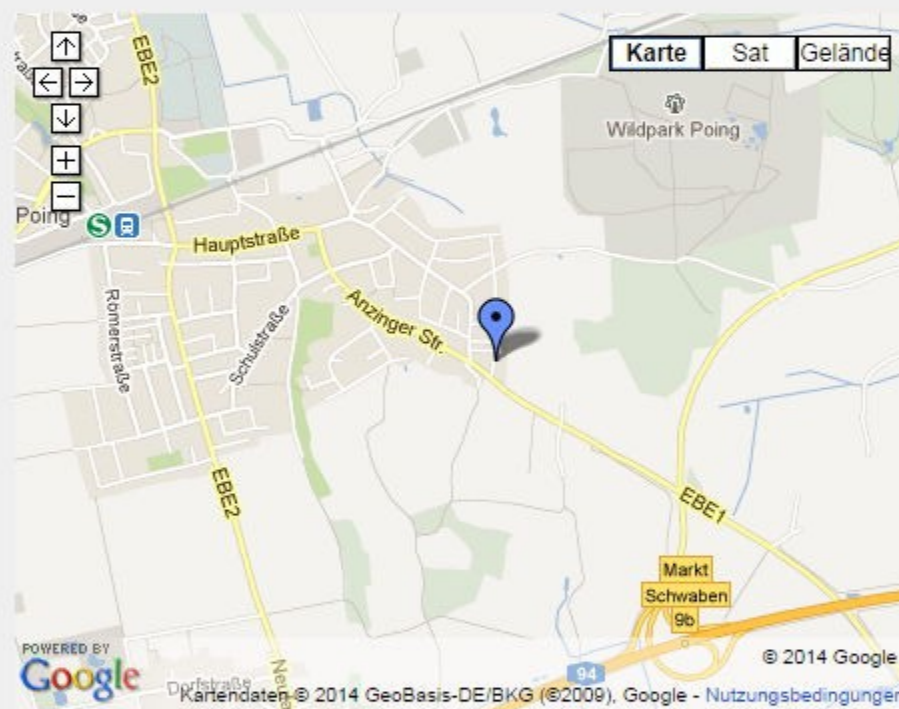 EBE2
Karte Sat Gelände
Wildpark Poing
Poing
S
Hauptstraße
Römerstraße
Schulstraße
Anzinger Str.
EBE2
EBE1
Markt
Schwaben
9b
94
POWERED BY
Google
© 2014 Google
Dorfstraße
Kartendaten © 2014 GeoBasis-DE/BKG (©2009), Google - Nutzungsbedingungen